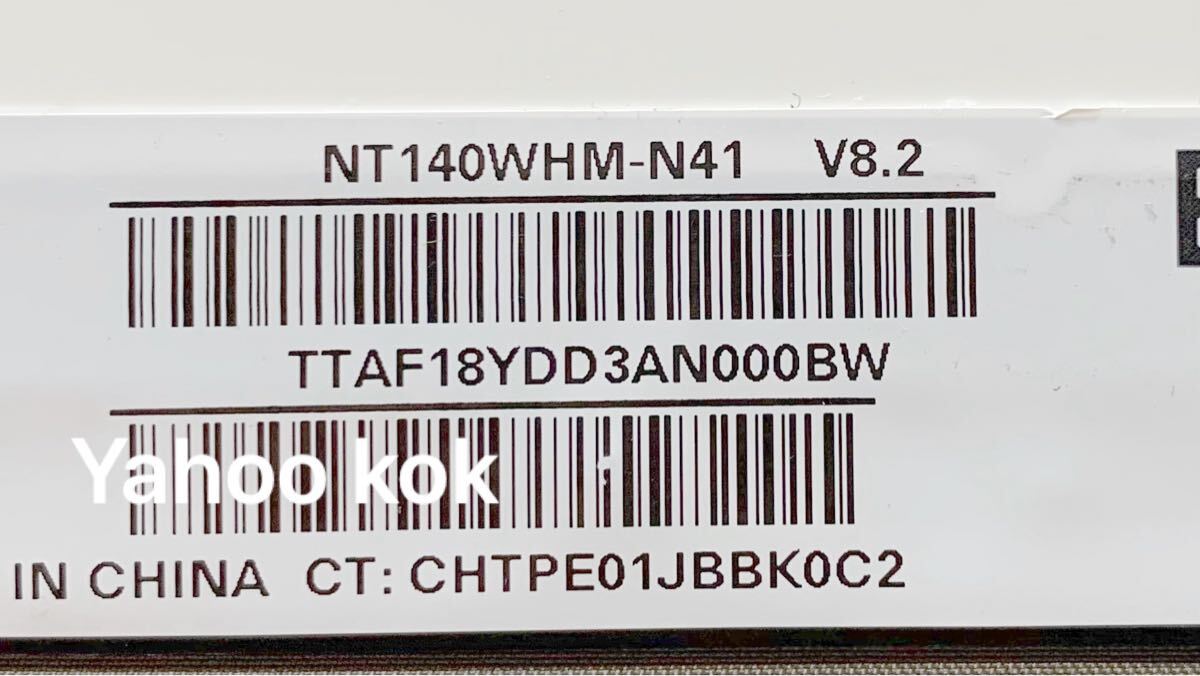 NT140WHM-N41 V8.2
TTAF18YDD3AN000BW
Yahoo kok
IN CHINA CT: CHTPE01JBBK0C2